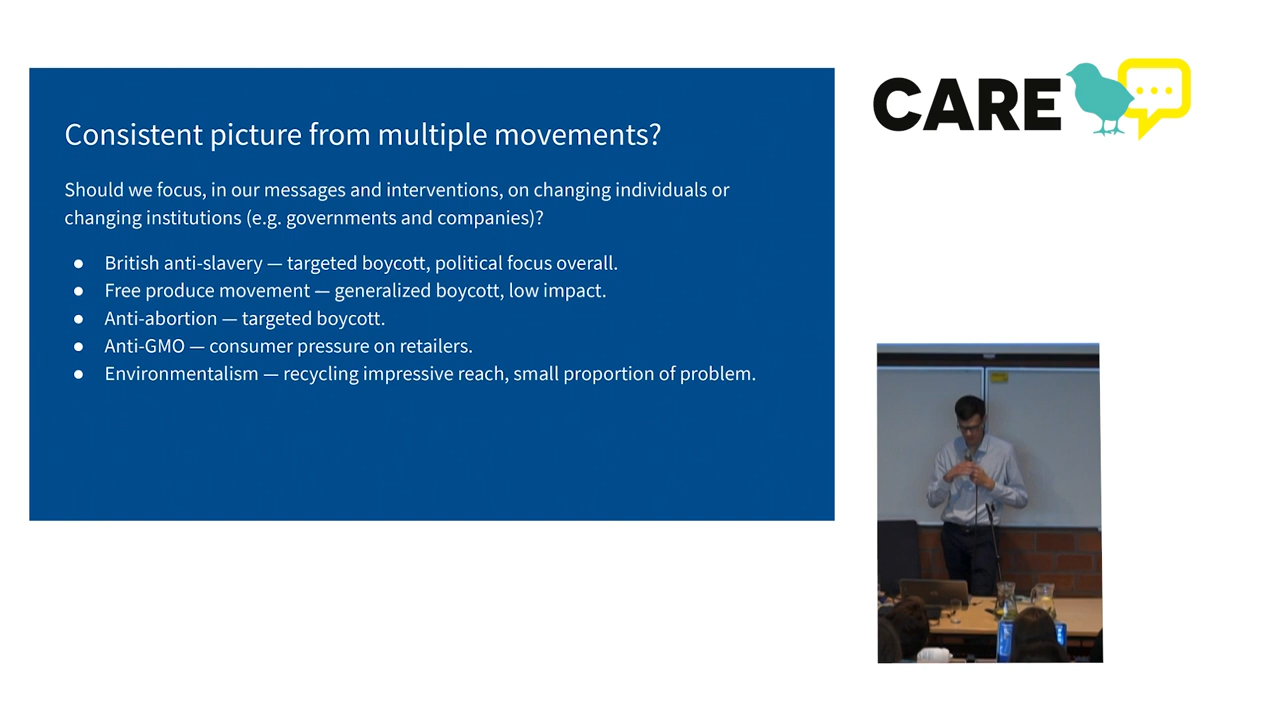 Consistent picture from multiple movements?
Should we focus, in our messages and interventions, on changing individuals or
changing institutions (e.g. governments and companies)?
● British anti-slavery — targeted boycott, political focus overall.
● Free produce movement — generalized boycott, low impact.
● Anti-abortion — targeted boycott.
● Anti-GMO — consumer pressure on retailers.
● Environmentalism — recycling impressive reach, small proportion of problem.
CARE